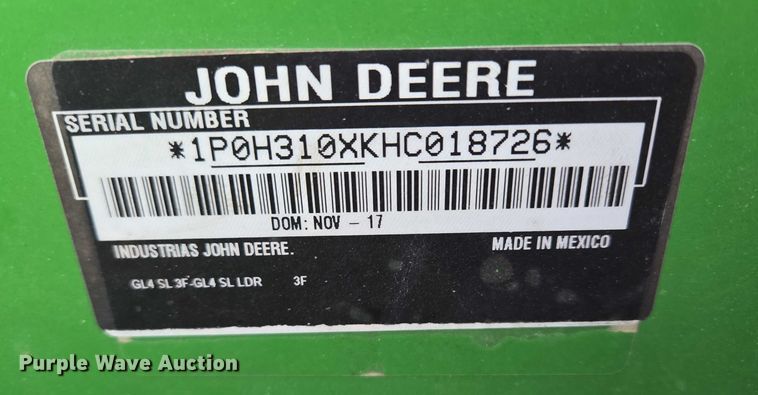 JOHN DEERE
SERIAL NUMBER
*1P0H310XKHC018726*
DOM: NOV - 17
INDUSTRIAS JOHN DEERE.
MADE IN MEXICO
GL4 SL 3F-GL4 SL LDR 3F
Purple Wave Auction